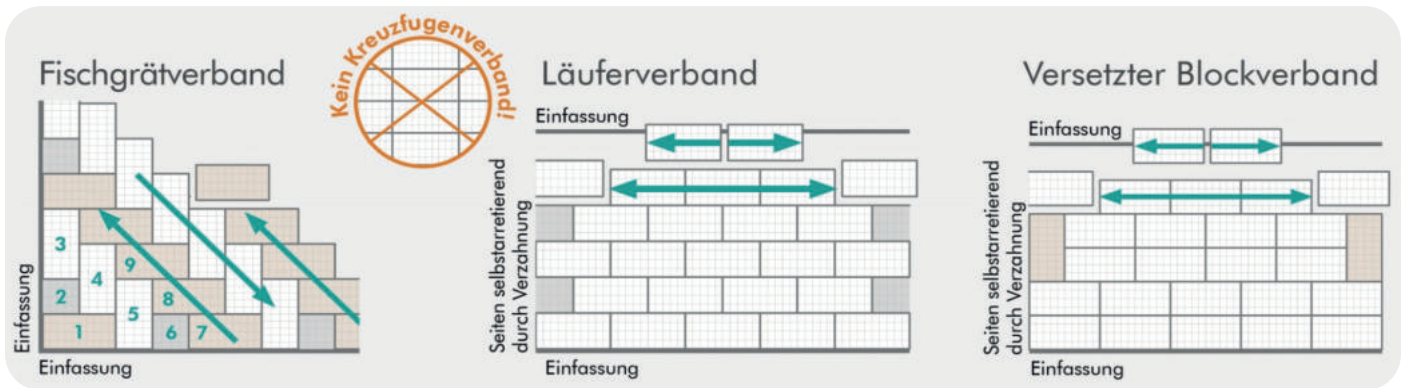 Fischgrätverband
Einfassung
3
4
9
2
8
5
1
6
7
Einfassung
Kein Kreuzfugenverband!
Läuferverband
Einfassung
Seiten selbstarretierend
durch Verzahnung
Einfassung
Versetzter Blockverband
Einfassung
Seiten selbstarretierend
durch Verzahnung
Einfassung